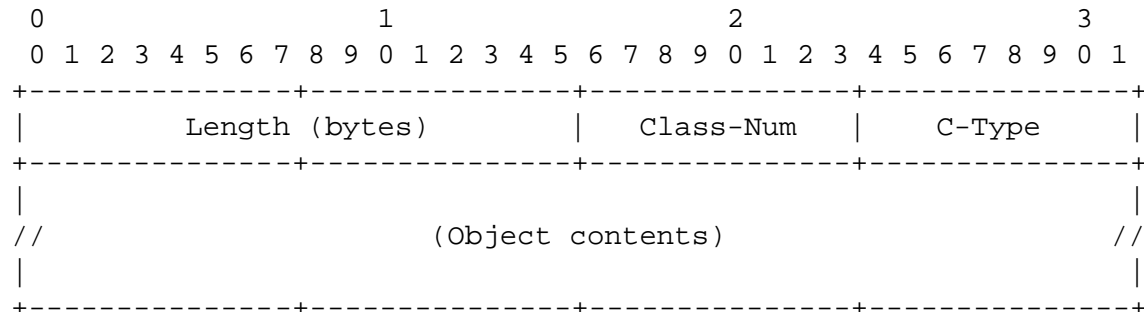 0                   1                   2                   3
0 1 2 3 4 5 6 7 8 9 0 1 2 3 4 5 6 7 8 9 0 1 2 3 4 5 6 7 8 9 0 1
+---------------+---------------+---------------+---------------+
|         Length (bytes)        |   Class-Num   |    C-Type     |
+---------------+---------------+---------------+---------------+
|                                                               |
//                      (Object contents)                      //
|                                                               |
+---------------+---------------+---------------+---------------+